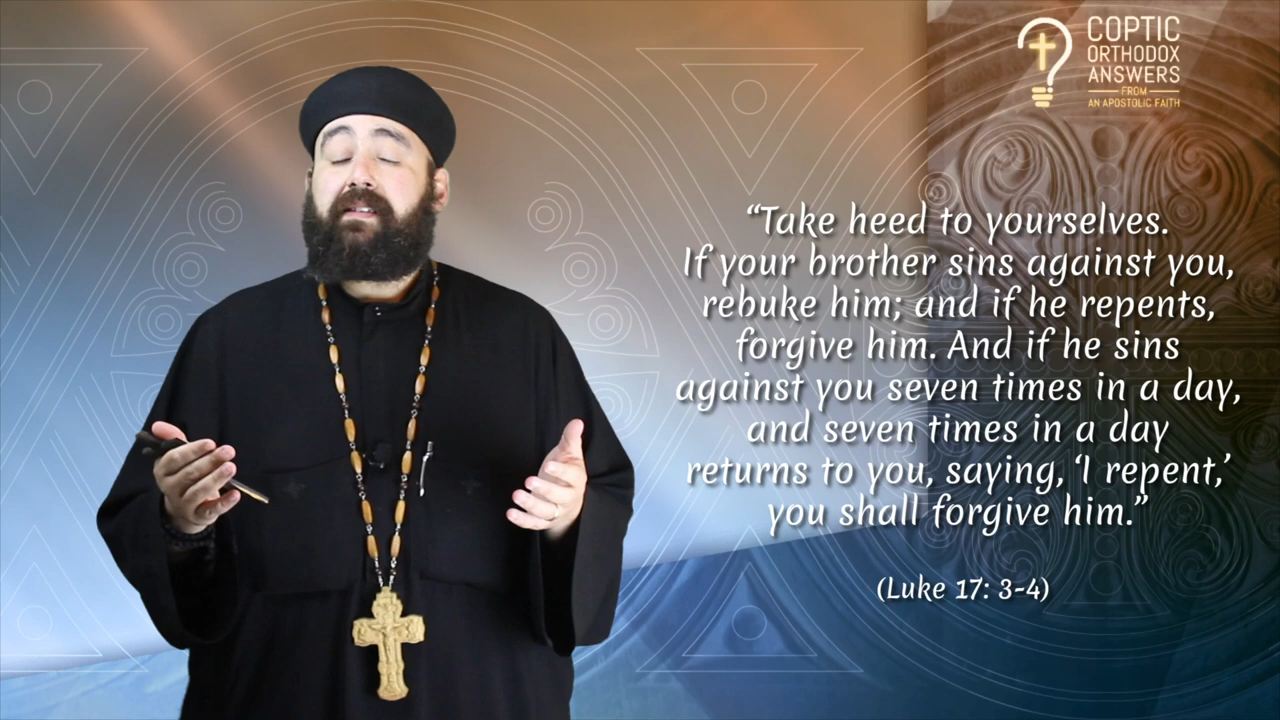 COPTIC
ORTHODOX
ANSWERS
FROM
AN APOSTOLIC FAITH
“Take heed to yourselves.
If your brother sins against you,
rebuke him; and if he repents,
forgive him. And if he sins
against you seven times in a day,
and seven times in a day
returns to you, saying, ‘I repent,’
you shall forgive him.”
(Luke 17: 3-4)